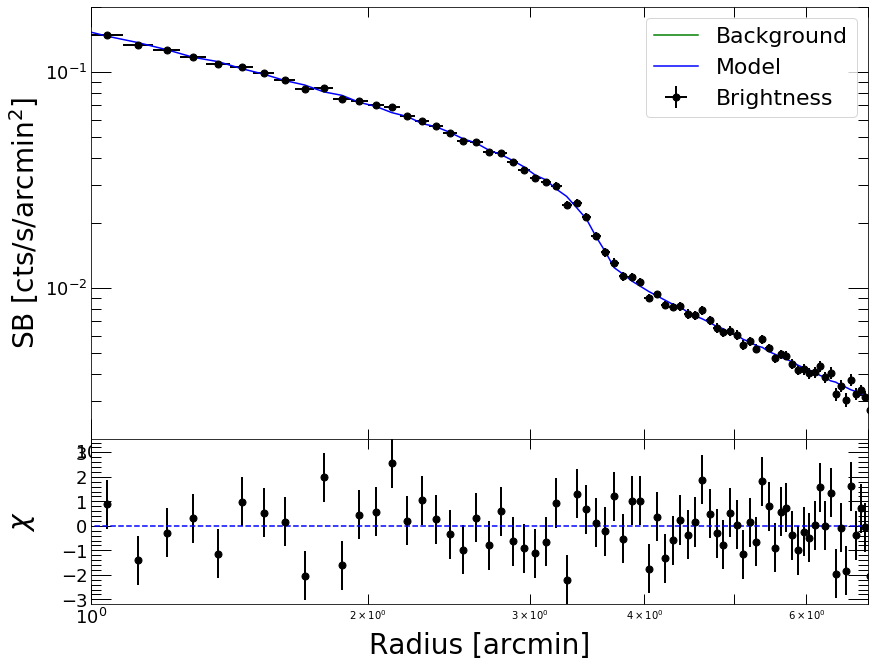 Background
Model
Brightness
SB [cts/s/arcmin²]
10⁻¹
10⁻²
χ
3
2
1
0
−1
−2
−3
10⁰
2 × 10⁰
3 × 10⁰
4 × 10⁰
6 × 10⁰
Radius [arcmin]